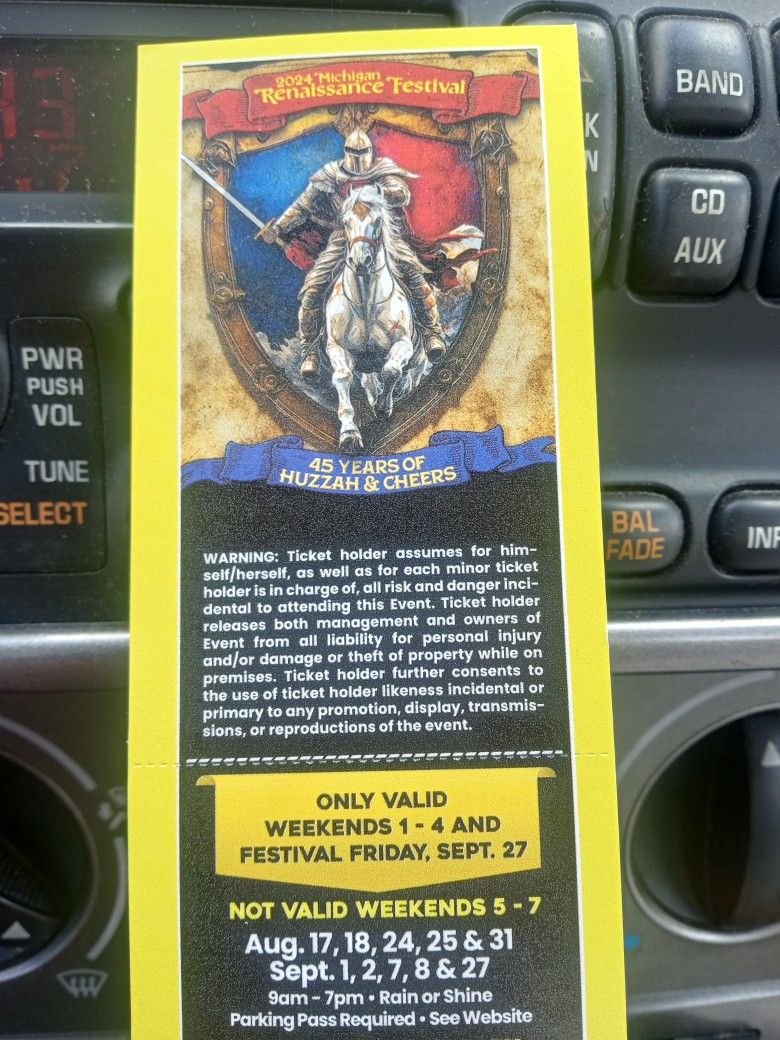 BAND
CD
AUX
PWR
PUSH
VOL
TUNE
SELECT
BAL
FADE
2024 Michigan
Renaissance Festival
45 YEARS OF
HUZZAH & CHEERS
WARNING: Ticket holder assumes for him-
self/herself, as well as for each minor ticket
holder is in charge of, all risk and danger inci-
dental to attending this Event. Ticket holder
releases both management and owners of
Event from all liability for personal injury
and/or damage or theft of property while on
premises. Ticket holder further consents to
the use of ticket holder likeness incidental or
primary to any promotion, display, transmis-
sions, or reproductions of the event.
ONLY VALID
WEEKENDS 1 - 4 AND
FESTIVAL FRIDAY, SEPT. 27
NOT VALID WEEKENDS 5 - 7
Aug. 17, 18, 24, 25 & 31
Sept. 1, 2, 7, 8 & 27
9am - 7pm • Rain or Shine
Parking Pass Required • See Website